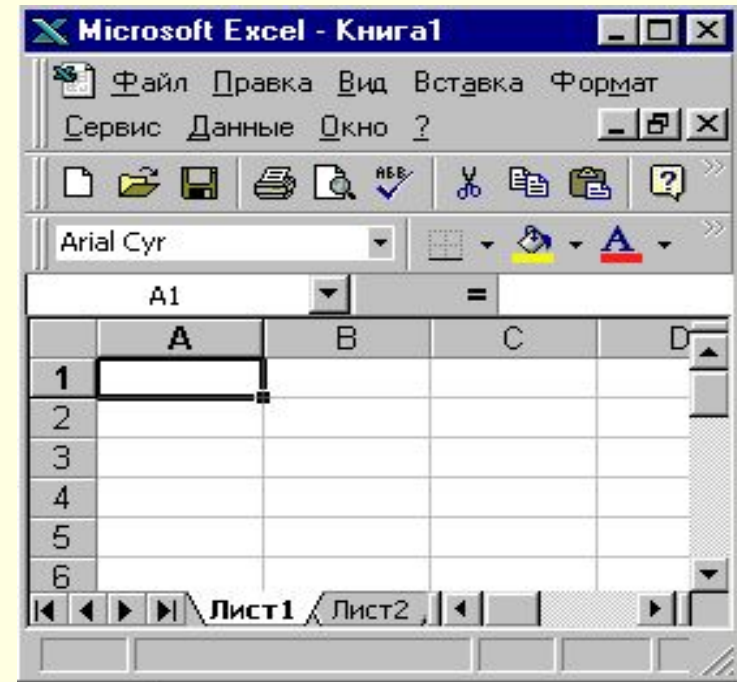 Microsoft Excel - Книга1
Файл Правка Вид Вставка Формат
Сервис Данные Окно ?
АБВ
Arial Cyr A
A1 =
A B C D
1
2
3
4
5
6
Лист1 Лист2